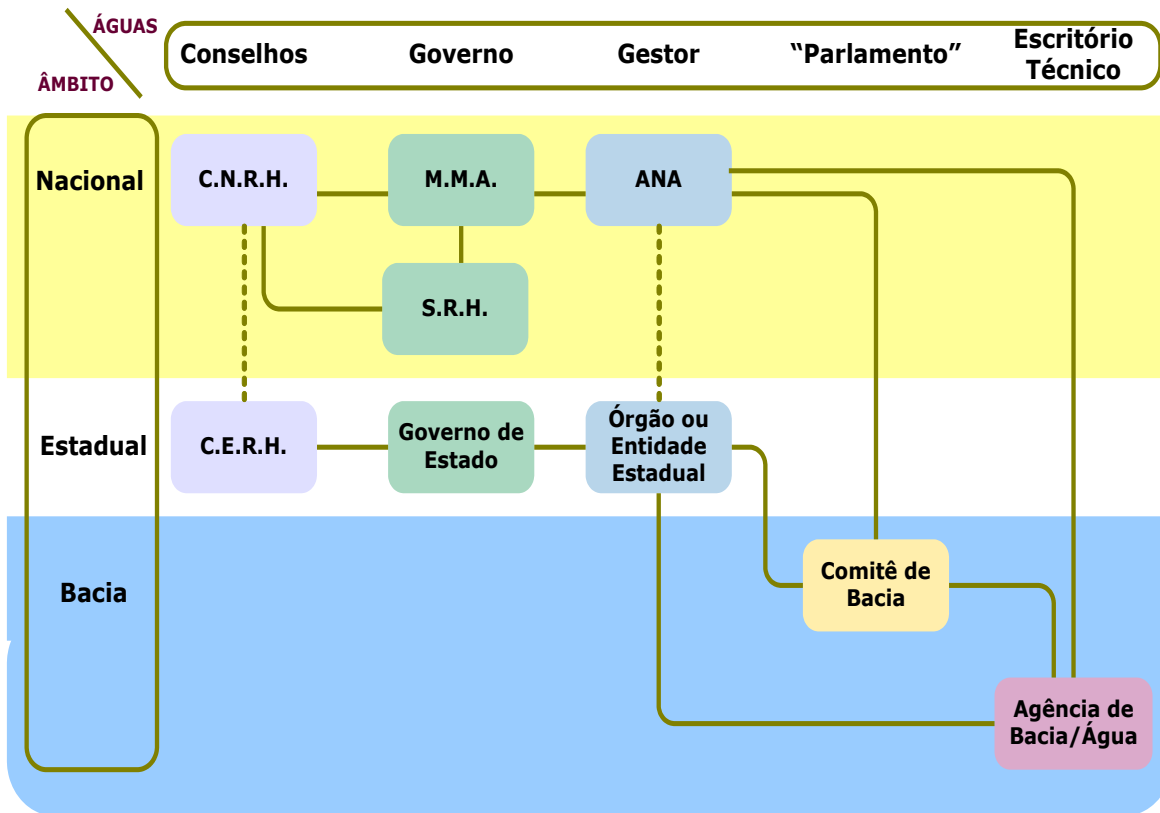 ÁGUAS
ÂMBITO
Conselhos
Governo
Gestor
“Parlamento”
Escritório
Técnico
Nacional
C.N.R.H.
M.M.A.
ANA
S.R.H.
Estadual
C.E.R.H.
Governo de
Estado
Órgão ou
Entidade
Estadual
Bacia
Comitê de
Bacia
Agência de
Bacia/Água